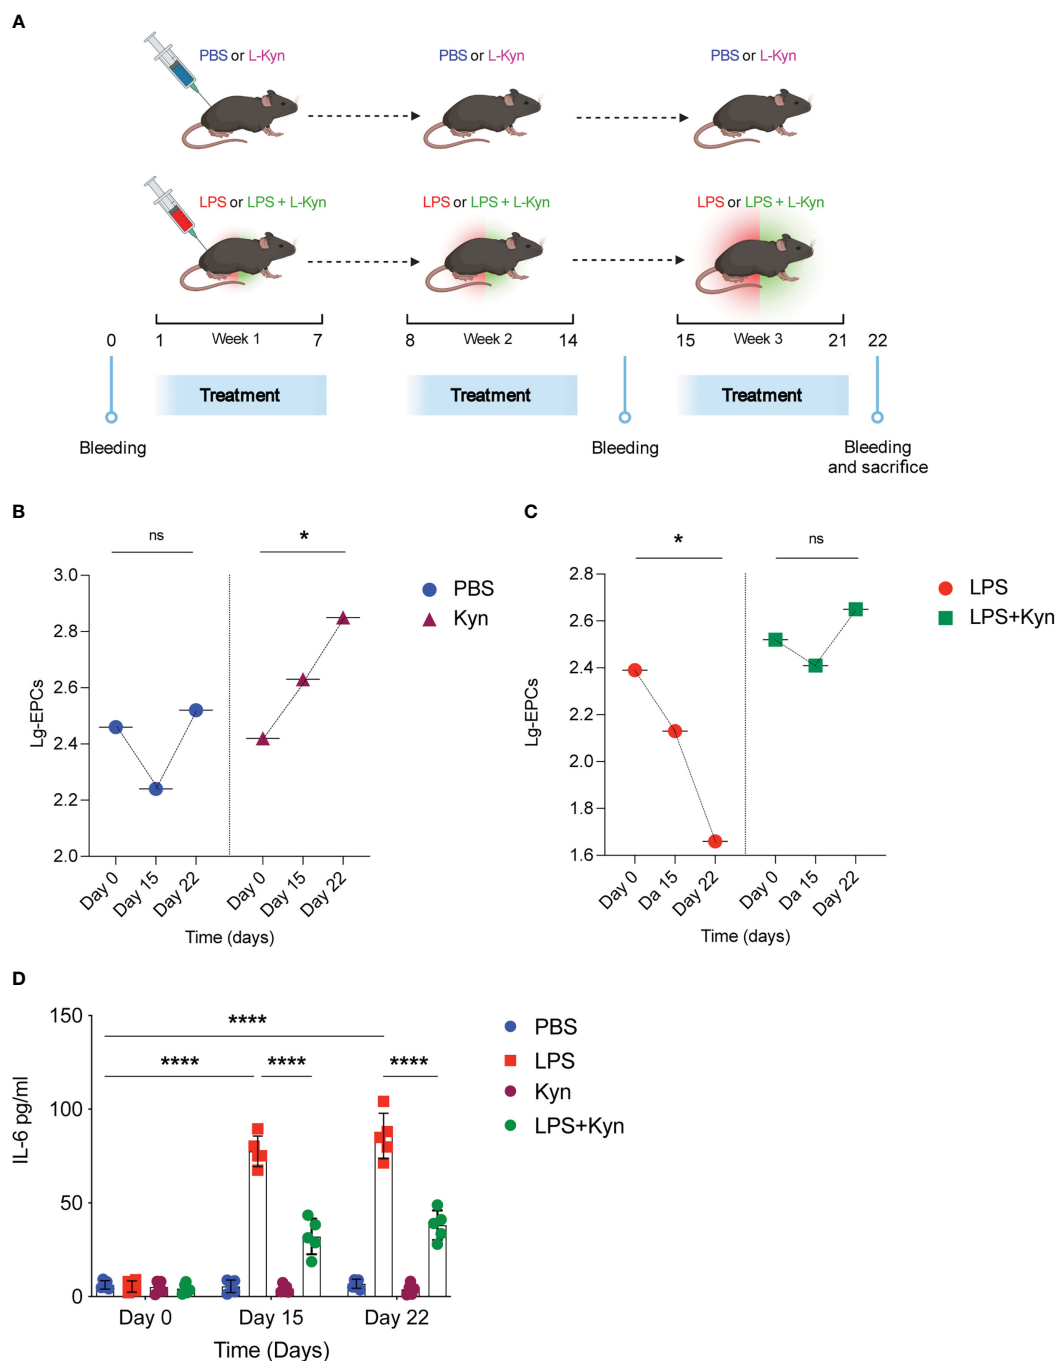 A
PBS or L-Kyn
PBS or L-Kyn
PBS or L-Kyn
LPS or LPS + L-Kyn
LPS or LPS + L-Kyn
LPS or LPS + L-Kyn
0
1
Week 1
7
8
Week 2
14
15
Week 3
21
22
Treatment
Treatment
Treatment
Bleeding
Bleeding
Bleeding
and sacrifice
B
ns
*
3.0
2.8
2.6
2.4
2.2
2.0
Lg-EPCs
Day 0
Day 15
Day 22
Day 0
Day 15
Day 22
Time (days)
PBS
Kyn
C
*
ns
2.8
2.6
2.4
2.2
2.0
1.8
1.6
Lg-EPCs
Day 0
Da 15
Day 22
Day 0
Da 15
Day 22
Time (days)
LPS
LPS+Kyn
D
****
****
****
****
150
100
50
0
IL-6 pg/ml
Day 0
Day 15
Day 22
Time (Days)
PBS
LPS
Kyn
LPS+Kyn